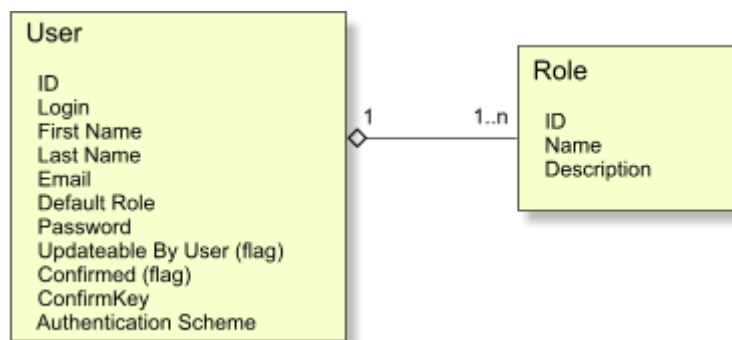 User
ID
Login
First Name
Last Name
Email
Default Role
Password
Updateable By User (flag)
Confirmed (flag)
ConfirmKey
Authentication Scheme
1
1..n
Role
ID
Name
Description